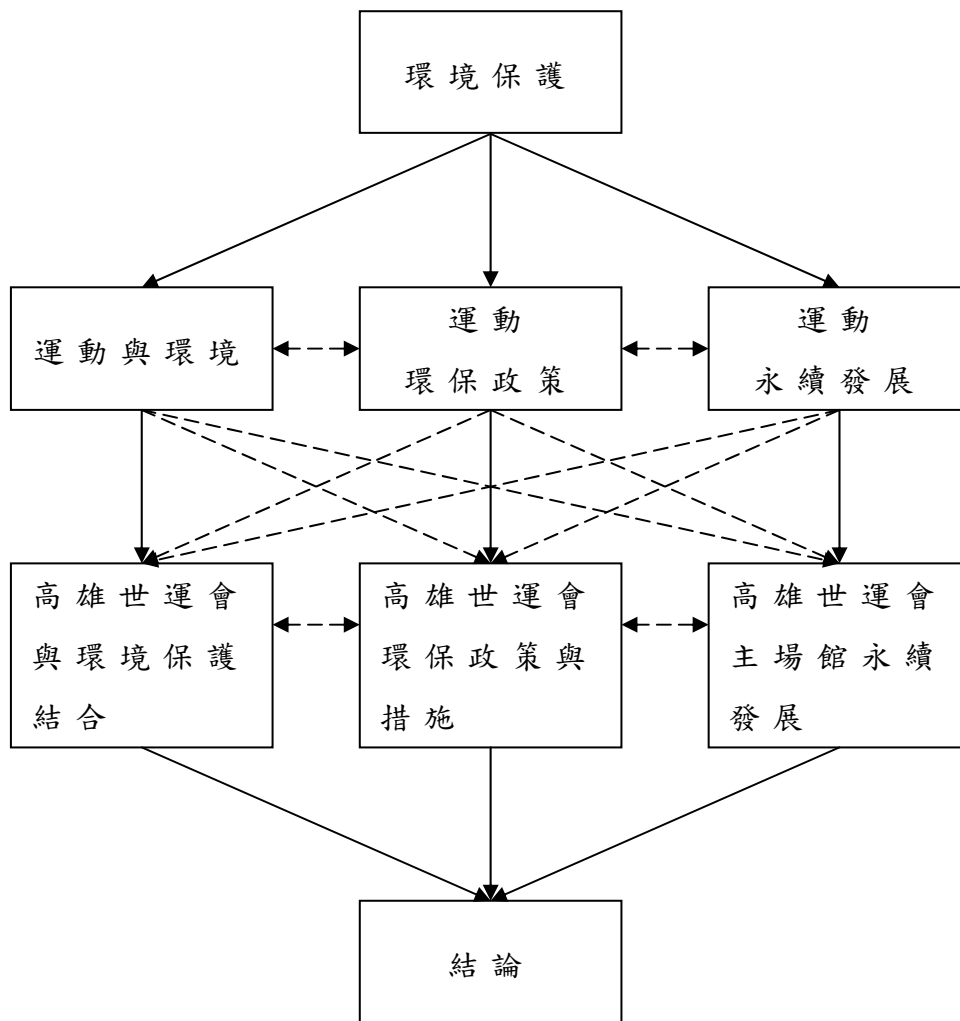 環境保護
運動與環境
運動
環保政策
運動
永續發展
高雄世運會
與環境保護
結合
高雄世運會
環保政策與
措施
高雄世運會
主場館永續
發展
結論